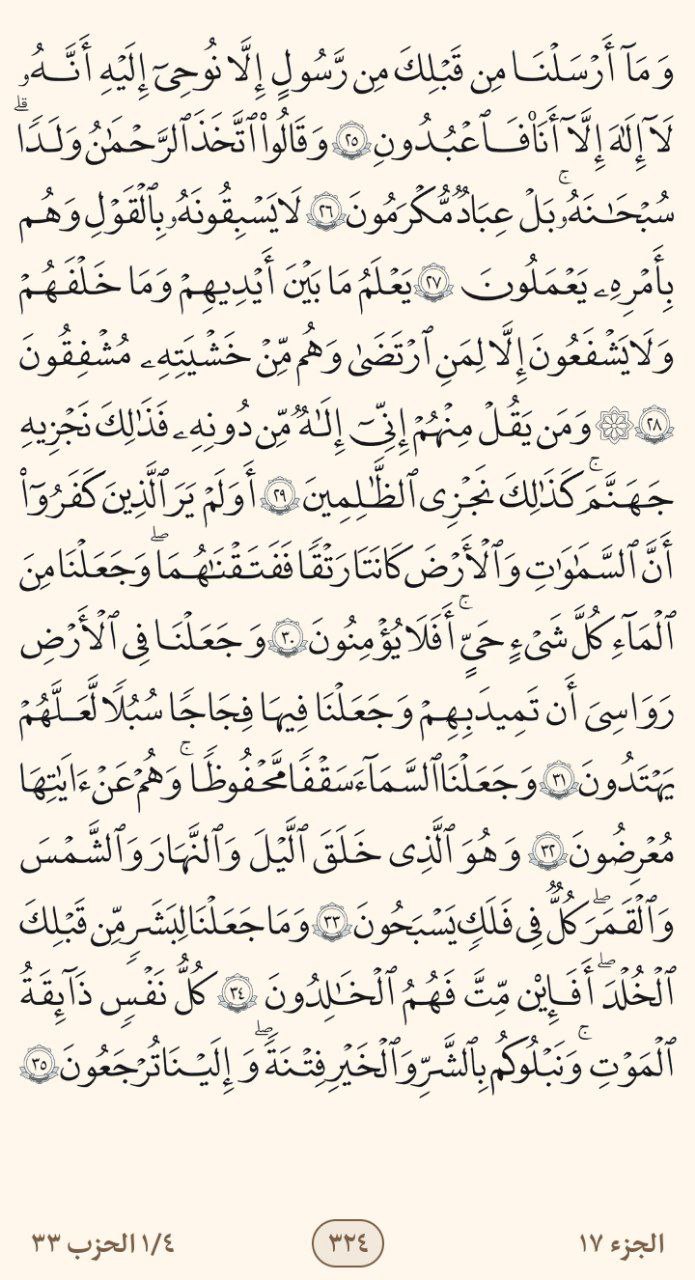 وَمَآ أَرۡسَلۡنَا مِن قَبۡلِكَ مِن رَّسُولٍ إِلَّا نُوحِيٓ إِلَيۡهِ أَنَّهُۥ
لَآ إِلَٰهَ إِلَّآ أَنَا۠ فَٱعۡبُدُونِ ٢٥ وَقَالُواْ ٱتَّخَذَ ٱلرَّحۡمَٰنُ وَلَدٗاۗ
سُبۡحَٰنَهُۥۚ بَلۡ عِبَادٞ مُّكۡرَمُونَ ٢٦ لَا يَسۡبِقُونَهُۥ بِٱلۡقَوۡلِ وَهُم
بِأَمۡرِهِۦ يَعۡمَلُونَ ٢٧ يَعۡلَمُ مَا بَيۡنَ أَيۡدِيهِمۡ وَمَا خَلۡفَهُمۡ
وَلَا يَشۡفَعُونَ إِلَّا لِمَنِ ٱرۡتَضَىٰ وَهُم مِّنۡ خَشۡيَتِهِۦ مُشۡفِقُونَ
٢٨ ۞ وَمَن يَقُلۡ مِنۡهُمۡ إِنِّيٓ إِلَٰهٞ مِّن دُونِهِۦ فَذَٰلِكَ نَجۡزِيهِ
جَهَنَّمَۚ كَذَٰلِكَ نَجۡزِي ٱلظَّٰلِمِينَ ٢٩ أَوَلَمۡ يَرَ ٱلَّذِينَ كَفَرُوٓاْ
أَنَّ ٱلسَّمَٰوَٰتِ وَٱلۡأَرۡضَ كَانَتَا رَتۡقٗا فَفَتَقۡنَٰهُمَاۖ وَجَعَلۡنَا مِنَ
ٱلۡمَآءِ كُلَّ شَيۡءٍ حَيٍّۚ أَفَلَا يُؤۡمِنُونَ ٣٠ وَجَعَلۡنَا فِي ٱلۡأَرۡضِ
رَوَٰسِيَ أَن تَمِيدَ بِهِمۡ وَجَعَلۡنَا فِيهَا فِجَاجٗا سُبُلٗا لَّعَلَّهُمۡ
يَهۡتَدُونَ ٣١ وَجَعَلۡنَا ٱلسَّمَآءَ سَقۡفٗا مَّحۡفُوظٗاۚ وَهُمۡ عَنۡ ءَايَٰتِهَا
مُعۡرِضُونَ ٣٢ وَهُوَ ٱلَّذِي خَلَقَ ٱلَّيۡلَ وَٱلنَّهَارَ وَٱلشَّمۡسَ
وَٱلۡقَمَرَۖ كُلّٞ فِي فَلَكٖ يَسۡبَحُونَ ٣٣ وَمَا جَعَلۡنَا لِبَشَرٖ مِّن قَبۡلِكَ
ٱلۡخُلۡدَۖ أَفَإِيْن مِّتَّ فَهُمُ ٱلۡخَٰلِدُونَ ٣٤ كُلُّ نَفۡسٖ ذَآئِقَةُ
ٱلۡمَوۡتِۚ وَنَبۡلُوكُم بِٱلشَّرِّ وَٱلۡخَيۡرِ فِتۡنَةٗۖ وَإِلَيۡنَا تُرۡجَعُونَ ٣٥
الجزء ١٧ ٣٢٤ ١/٤ الحزب ٣٣